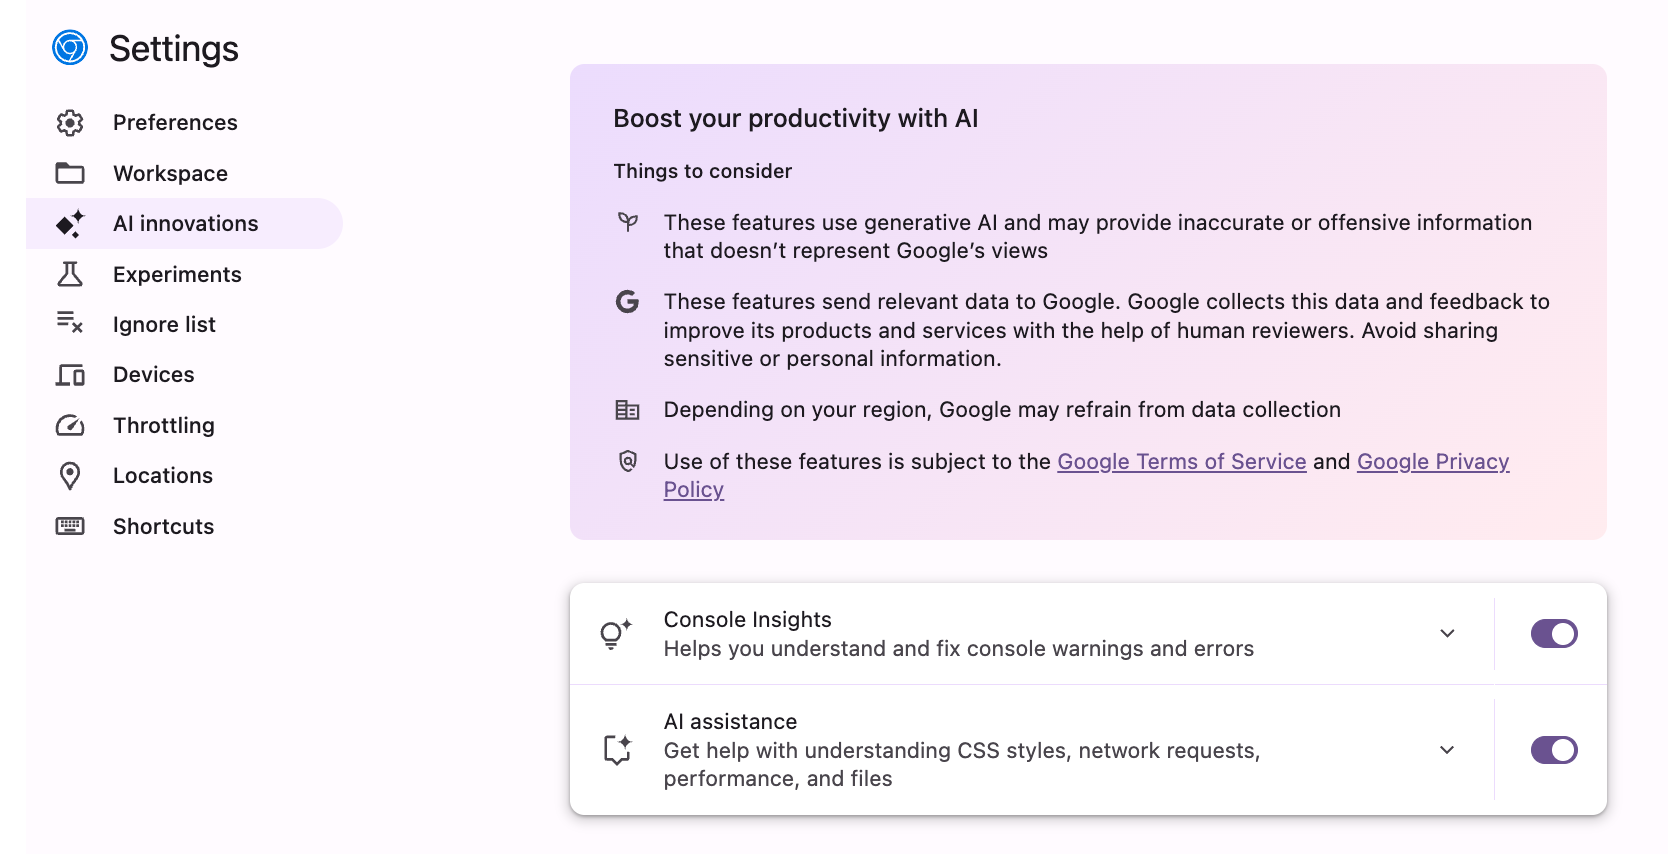 Settings
Preferences
Workspace
AI innovations
Experiments
Ignore list
Devices
Throttling
Locations
Shortcuts
Boost your productivity with AI
Things to consider
These features use generative AI and may provide inaccurate or offensive information
that doesn’t represent Google’s views
These features send relevant data to Google. Google collects this data and feedback to
improve its products and services with the help of human reviewers. Avoid sharing
sensitive or personal information.
Depending on your region, Google may refrain from data collection
Use of these features is subject to the Google Terms of Service and Google Privacy
Policy
Console Insights
Helps you understand and fix console warnings and errors
AI assistance
Get help with understanding CSS styles, network requests,
performance, and files